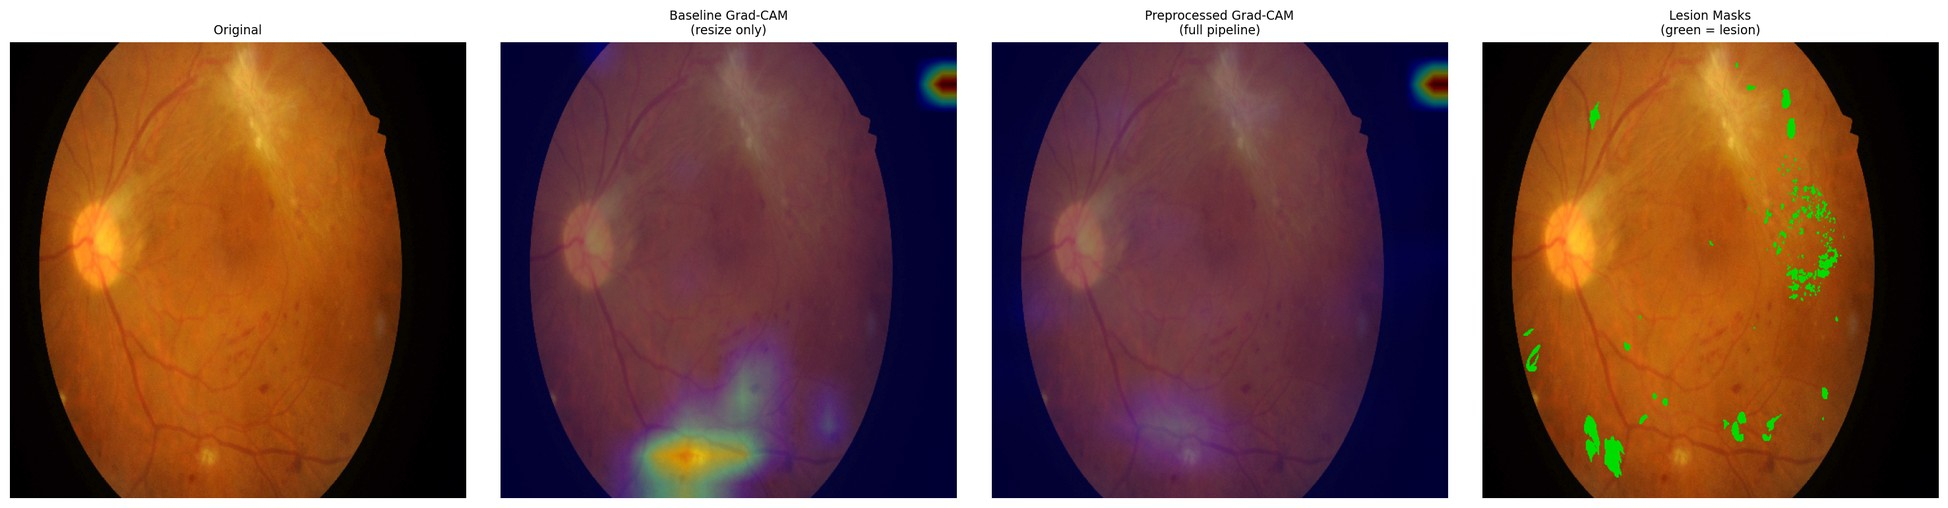 Original
Baseline Grad-CAM
(resize only)
Preprocessed Grad-CAM
(full pipeline)
Lesion Masks
(green = lesion)